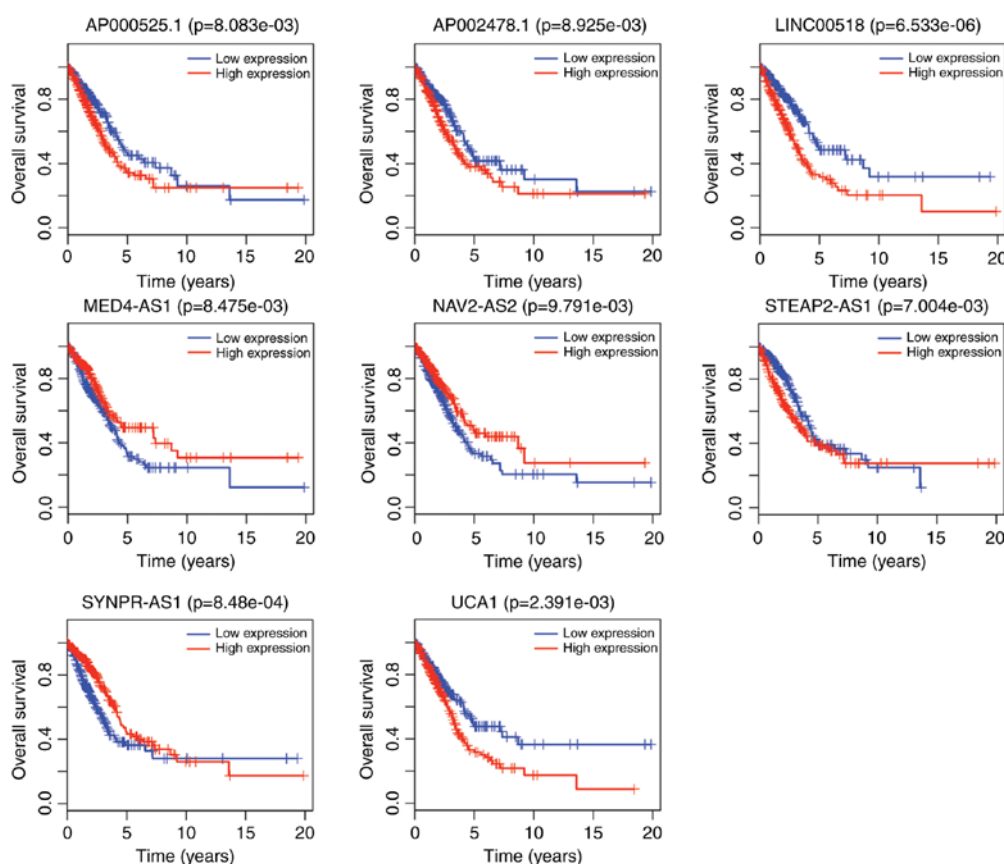 AP000525.1 (p=8.083e-03)
Low expression
High expression
Overall survival
0.8
0.4
0.0
0 5 10 15 20
Time (years)
AP002478.1 (p=8.925e-03)
Low expression
High expression
Overall survival
0.8
0.4
0.0
0 5 10 15 20
Time (years)
LINC00518 (p=6.533e-06)
Low expression
High expression
Overall survival
0.8
0.4
0.0
0 5 10 15 20
Time (years)
MED4-AS1 (p=8.475e-03)
Low expression
High expression
Overall survival
0.8
0.4
0.0
0 5 10 15 20
Time (years)
NAV2-AS2 (p=9.791e-03)
Low expression
High expression
Overall survival
0.8
0.4
0.0
0 5 10 15 20
Time (years)
STEAP2-AS1 (p=7.004e-03)
Low expression
High expression
Overall survival
0.8
0.4
0.0
0 5 10 15 20
Time (years)
SYNPR-AS1 (p=8.48e-04)
Low expression
High expression
Overall survival
0.8
0.4
0.0
0 5 10 15 20
Time (years)
UCA1 (p=2.391e-03)
Low expression
High expression
Overall survival
0.8
0.4
0.0
0 5 10 15 20
Time (years)